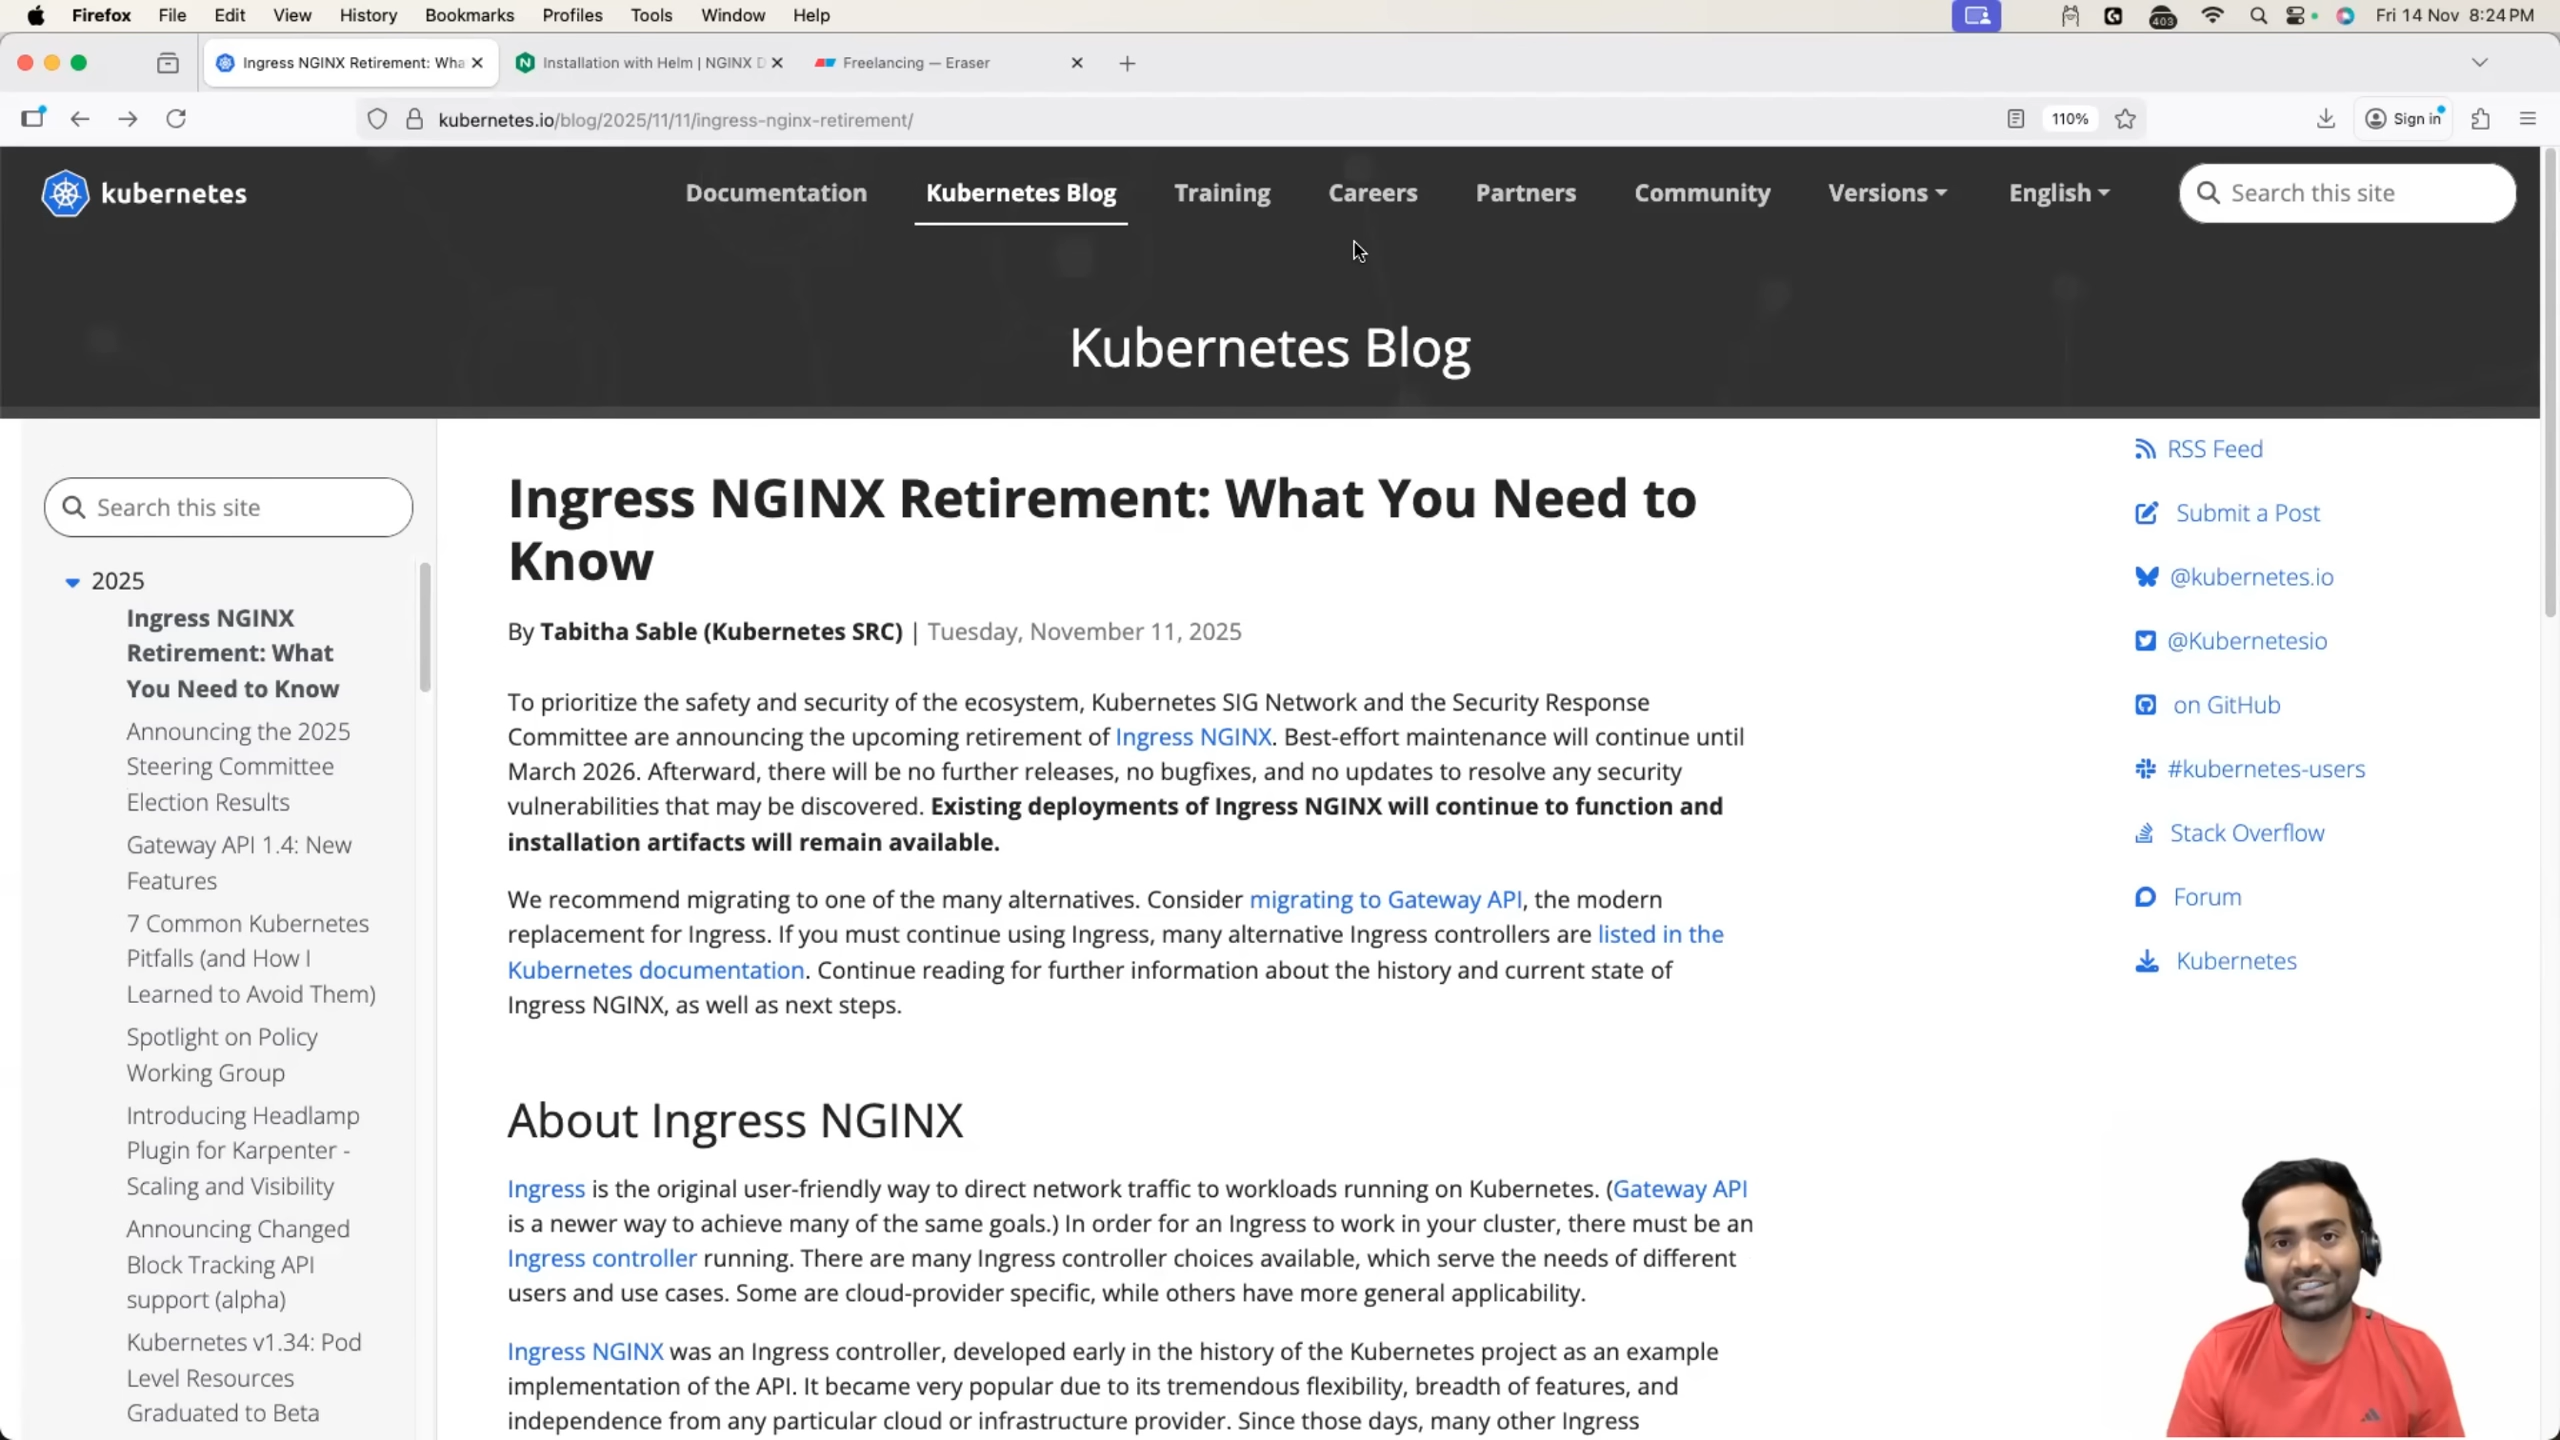 Firefox File Edit View History Bookmarks Profiles Tools Window Help
403
Fri 14 Nov 8:24 PM
Ingress NGINX Retirement: Wha
Installation with Helm | NGINX D
Freelancing — Eraser
kubernetes.io/blog/2025/11/11/ingress-nginx-retirement/
110%
Sign in
kubernetes
Documentation
Kubernetes Blog
Training
Careers
Partners
Community
Versions
English
Search this site
Kubernetes Blog
Search this site
2025
Ingress NGINX
Retirement: What
You Need to Know
Announcing the 2025
Steering Committee
Election Results
Gateway API 1.4: New
Features
7 Common Kubernetes
Pitfalls (and How I
Learned to Avoid Them)
Spotlight on Policy
Working Group
Introducing Headlamp
Plugin for Karpenter -
Scaling and Visibility
Announcing Changed
Block Tracking API
support (alpha)
Kubernetes v1.34: Pod
Level Resources
Graduated to Beta
Ingress NGINX Retirement: What You Need to
Know
By Tabitha Sable (Kubernetes SRC) | Tuesday, November 11, 2025
To prioritize the safety and security of the ecosystem, Kubernetes SIG Network and the Security Response
Committee are announcing the upcoming retirement of Ingress NGINX. Best-effort maintenance will continue until
March 2026. Afterward, there will be no further releases, no bugfixes, and no updates to resolve any security
vulnerabilities that may be discovered. Existing deployments of Ingress NGINX will continue to function and
installation artifacts will remain available.
We recommend migrating to one of the many alternatives. Consider migrating to Gateway API, the modern
replacement for Ingress. If you must continue using Ingress, many alternative Ingress controllers are listed in the
Kubernetes documentation. Continue reading for further information about the history and current state of
Ingress NGINX, as well as next steps.
About Ingress NGINX
Ingress is the original user-friendly way to direct network traffic to workloads running on Kubernetes. (Gateway API
is a newer way to achieve many of the same goals.) In order for an Ingress to work in your cluster, there must be an
Ingress controller running. There are many Ingress controller choices available, which serve the needs of different
users and use cases. Some are cloud-provider specific, while others have more general applicability.
Ingress NGINX was an Ingress controller, developed early in the history of the Kubernetes project as an example
implementation of the API. It became very popular due to its tremendous flexibility, breadth of features, and
independence from any particular cloud or infrastructure provider. Since those days, many other Ingress
RSS Feed
Submit a Post
@kubernetes.io
@Kubernetesio
on GitHub
#kubernetes-users
Stack Overflow
Forum
Kubernetes